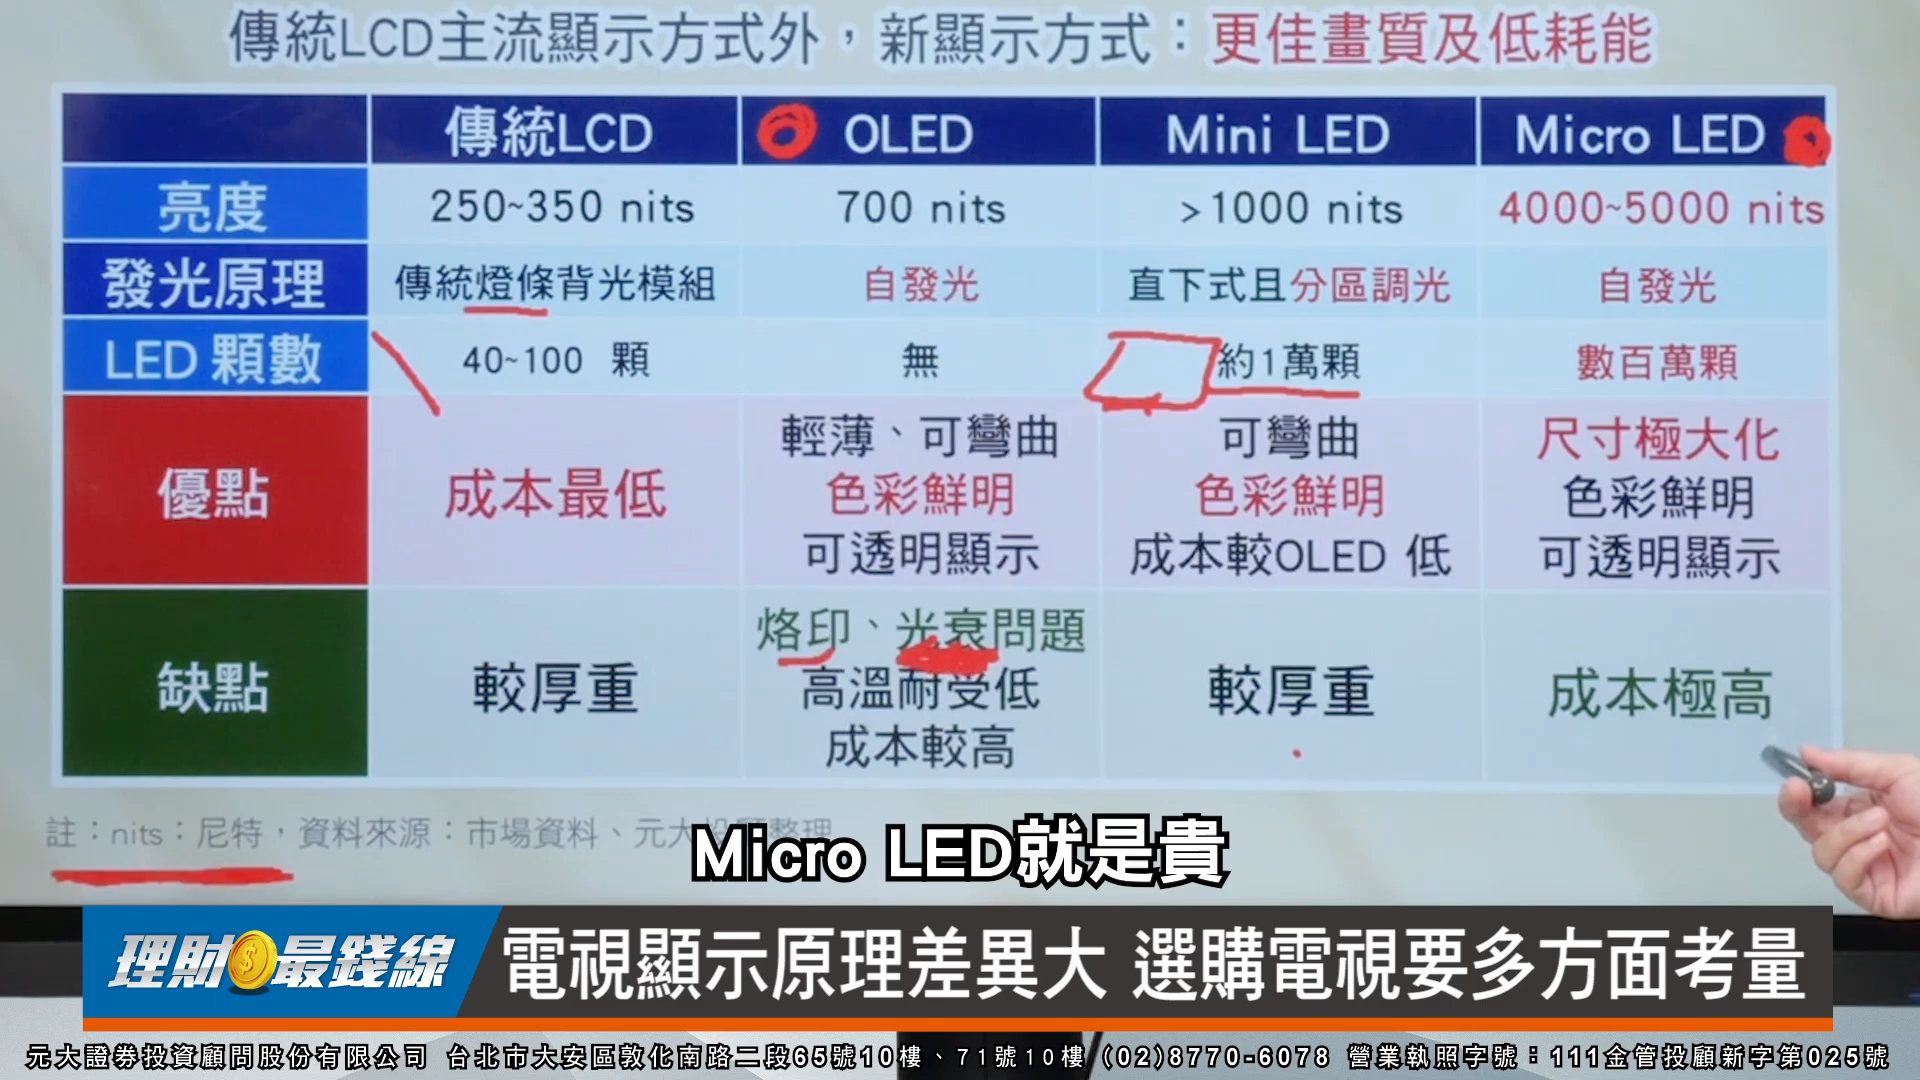 傳統LCD主流顯示方式外，新顯示方式：更佳畫質及低耗能
傳統LCD OLED Mini LED Micro LED
亮度 250~350 nits 700 nits >1000 nits 4000~5000 nits
發光原理 傳統燈條背光模組 自發光 直下式且分區調光 自發光
LED 顆數 40~100 顆 無 約1萬顆 數百萬顆
優點
成本最低
輕薄、可彎曲
色彩鮮明
可透明顯示
可彎曲
色彩鮮明
成本較OLED 低
尺寸極大化
色彩鮮明
可透明顯示
缺點
較厚重
烙印、光衰問題
高溫耐受低
成本較高
較厚重
成本極高
註：nits：尼特，資料來源：市場資料、元大投顧整理
Micro LED就是貴
理財最錢線
電視顯示原理差異大 選購電視要多方面考量
元大證券投資顧問股份有限公司 台北市大安區敦化南路二段65號10樓、71號10樓 (02)8770-6078 營業執照字號：111金管投顧新字第025號